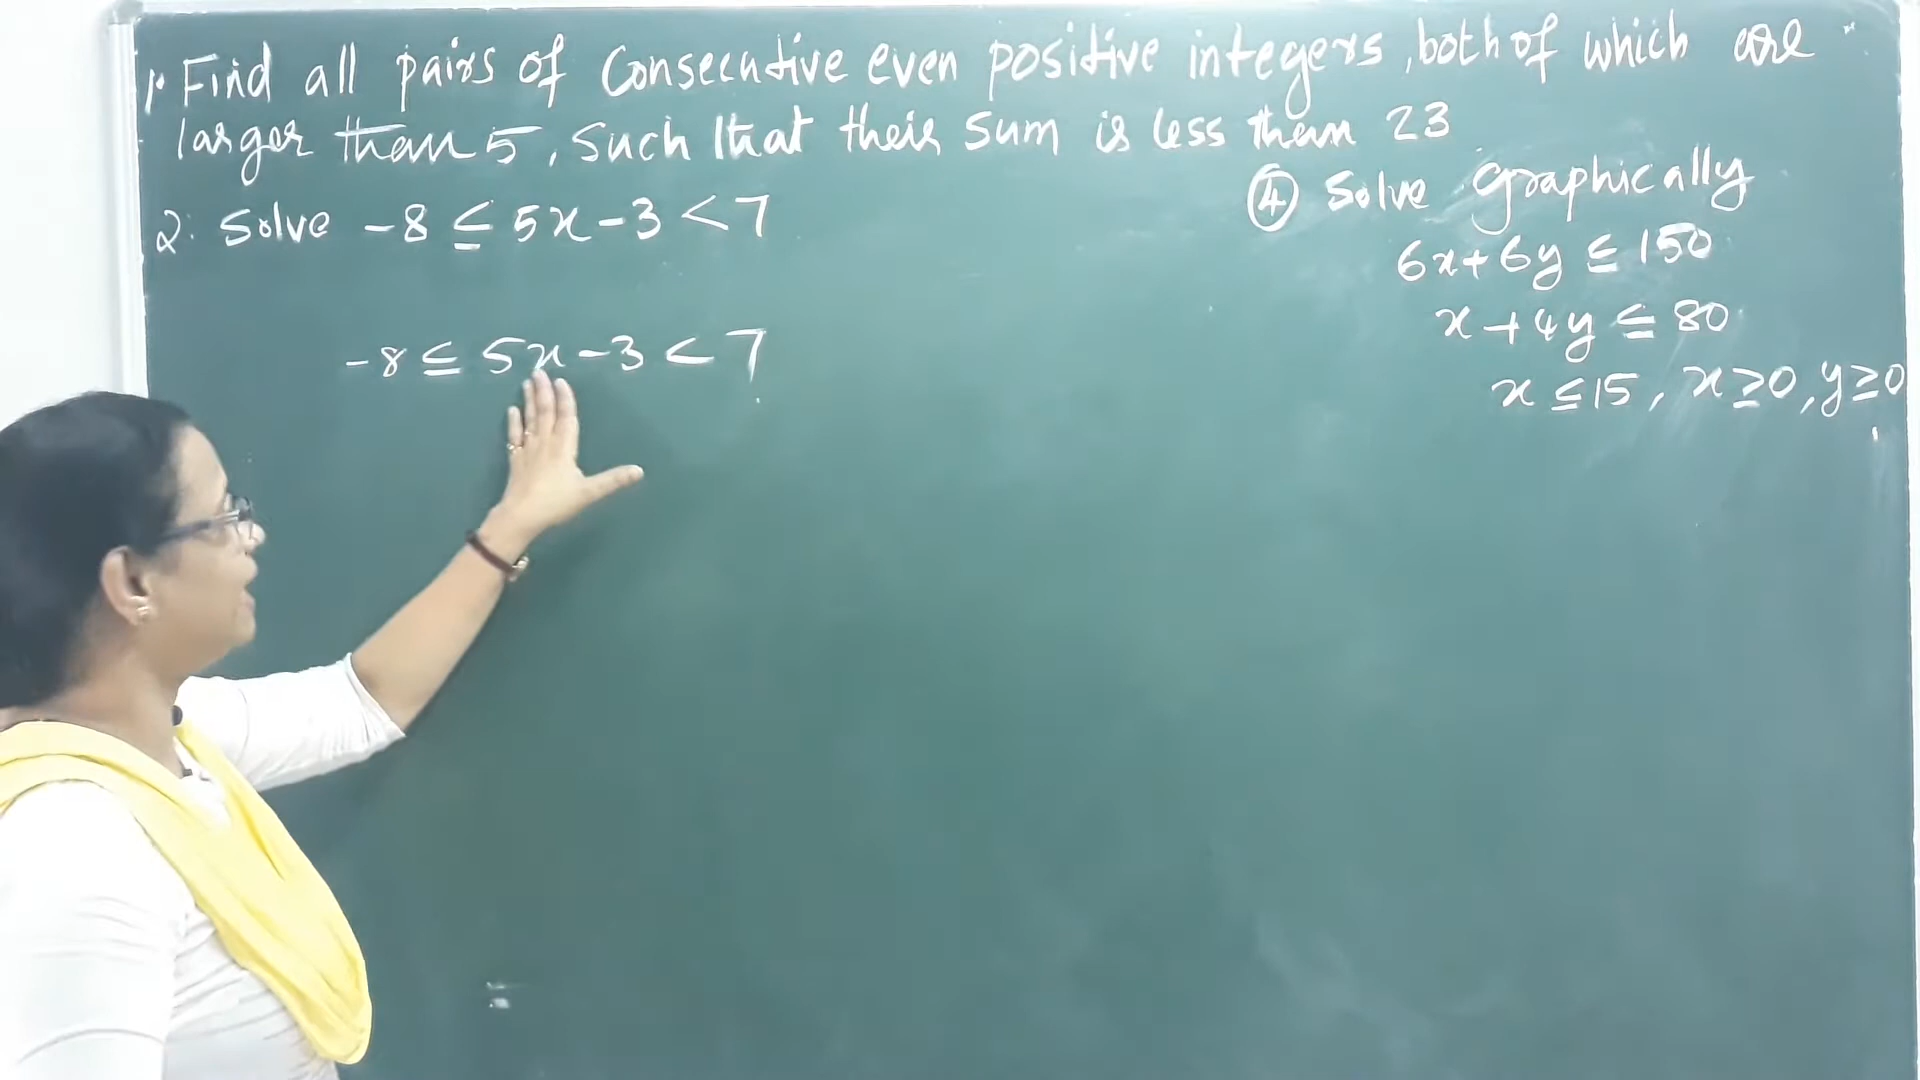 1. Find all pairs of Consecutive even positive integers, both of which are
larger than 5, such that their sum is less than 23
2. Solve -8 ≤ 5x - 3 < 7
-8 ≤ 5x - 3 < 7
④ Solve graphically
6x + 6y ≤ 150
x + 4y ≤ 80
x ≤ 15, x ≥ 0, y ≥ 0